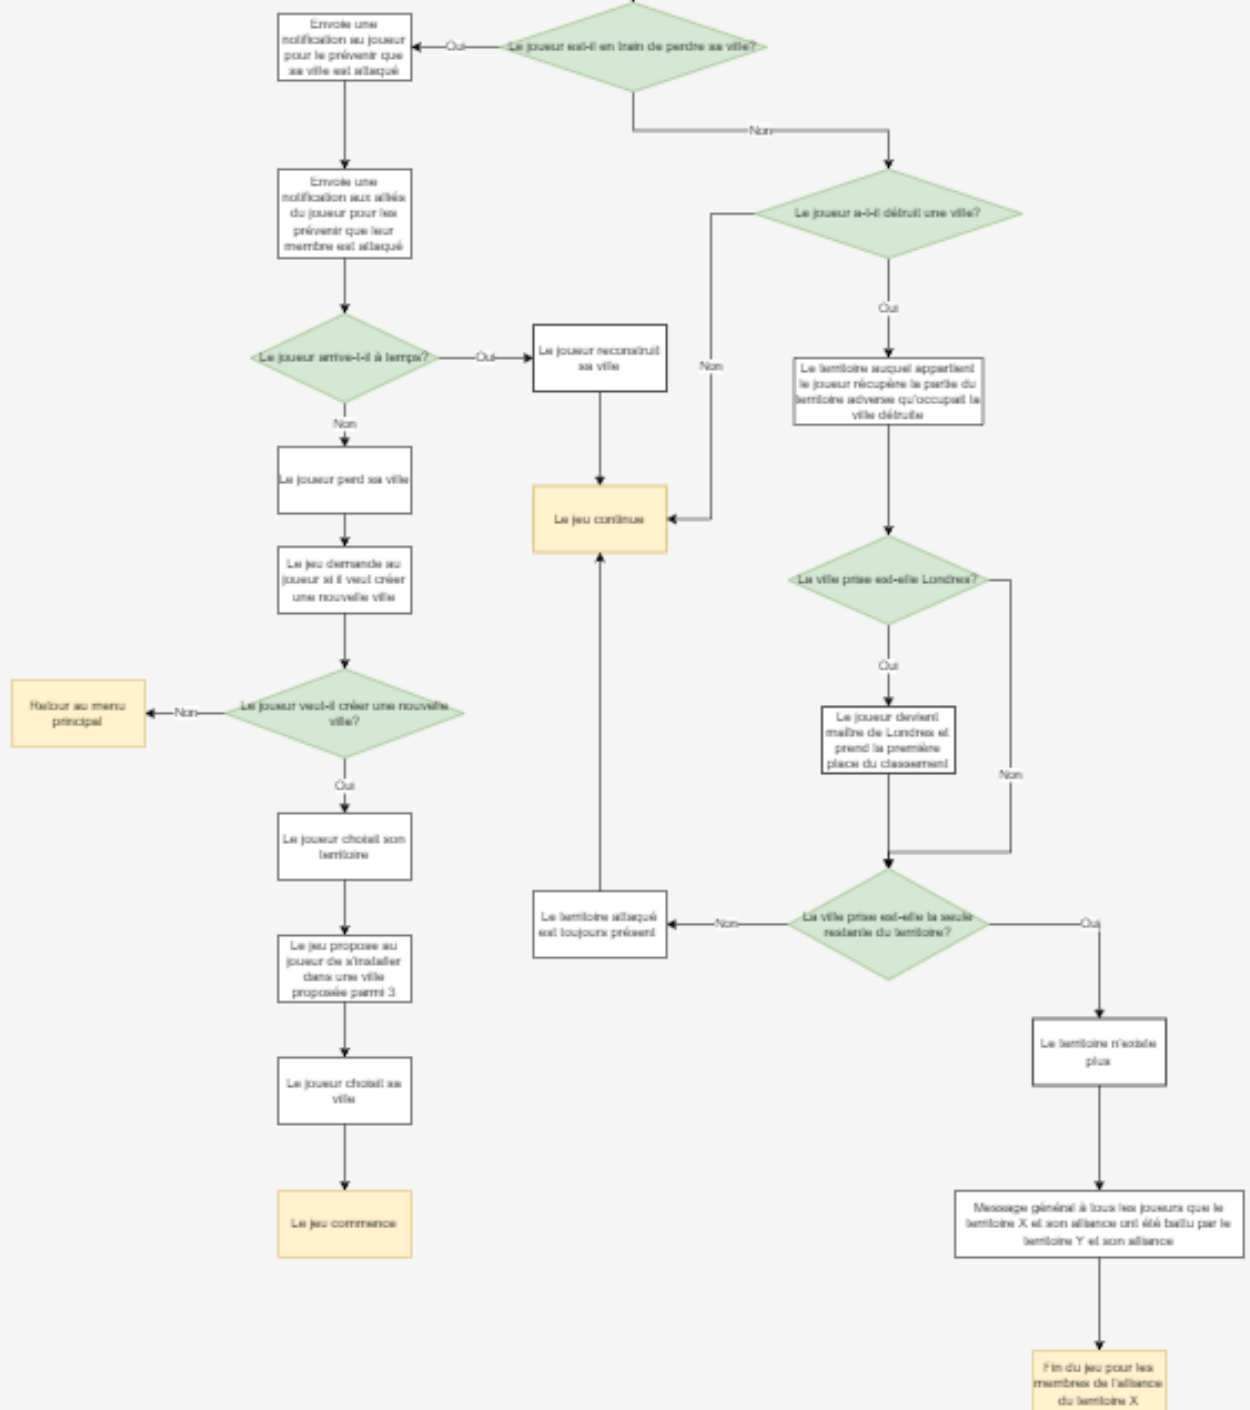 Envoie une
notification au joueur
pour le prévenir que
sa ville est attaqué
Oui
Le joueur est-il en train de perdre sa ville?
Non
Envoie une
notification aux alliés
du joueur pour les
prévenir que leur
membre est attaqué
Le joueur a-t-il détruit une ville?
Oui
Le joueur arrive-t-il à temps?
Oui
Le joueur reconstruit
sa ville
Non
Le territoire auquel appartient
le joueur récupère la partie du
territoire adverse qu'occupait la
ville détruite
Non
Le joueur perd sa ville
Le jeu continue
Le jeu demande au
joueur si il veut créer
une nouvelle ville
La ville prise est-elle Londres?
Oui
Retour au menu
principal
Non
Le joueur veut-il créer une nouvelle
ville?
Le joueur devient
maître de Londres et
prend la première
place du classement
Non
Oui
Le joueur choisit son
territoire
Le territoire attaqué
est toujours présent
Non
La ville prise est-elle la seule
restante du territoire?
Oui
Le jeu propose au
joueur de s'installer
dans une ville
proposée parmi 3
Le territoire n'existe
plus
Le joueur choisit sa
ville
Le jeu commence
Message général à tous les joueurs que le
territoire X et son alliance ont été battu par le
territoire Y et son alliance
Fin du jeu pour les
membres de l'alliance
du territoire X